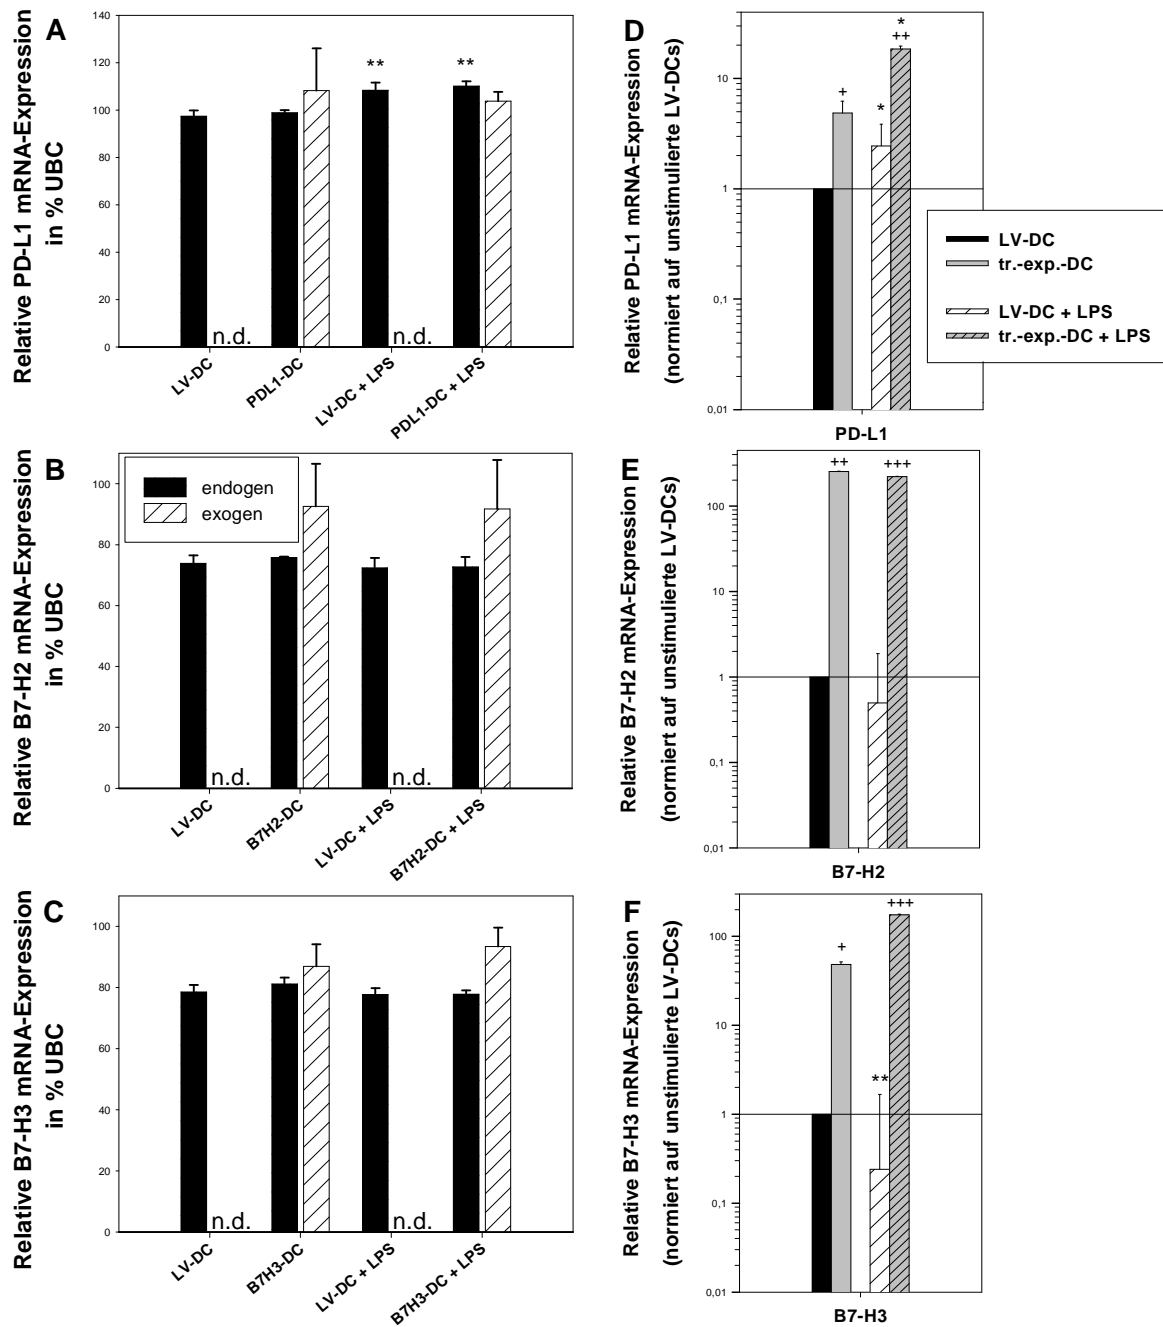 A
Relative PD-L1 mRNA-Expression
in % UBC
140
120
100
80
60
40
20
0
** **
n.d. n.d.
LV-DC
PDL1-DC
LV-DC + LPS
PDL1-DC + LPS
B
Relative B7-H2 mRNA-Expression
in % UBC
100
80
60
40
20
0
endogen
exogen
n.d. n.d.
LV-DC
B7H2-DC
LV-DC + LPS
B7H2-DC + LPS
C
Relative B7-H3 mRNA-Expression
in % UBC
100
80
60
40
20
0
n.d. n.d.
LV-DC
B7H3-DC
LV-DC + LPS
B7H3-DC + LPS
D
Relative PD-L1 mRNA-Expression
(normiert auf unstimulierte LV-DCs)
10
1
0,1
0,01
+
*
*
++
PD-L1
LV-DC
tr.-exp.-DC
LV-DC + LPS
tr.-exp.-DC + LPS
E
Relative B7-H2 mRNA-Expression
(normiert auf unstimulierte LV-DCs)
100
10
1
0,1
0,01
++ +++
B7-H2
F
Relative B7-H3 mRNA-Expression
(normiert auf unstimulierte LV-DCs)
100
10
1
0,1
0,01
+
**
+++
B7-H3